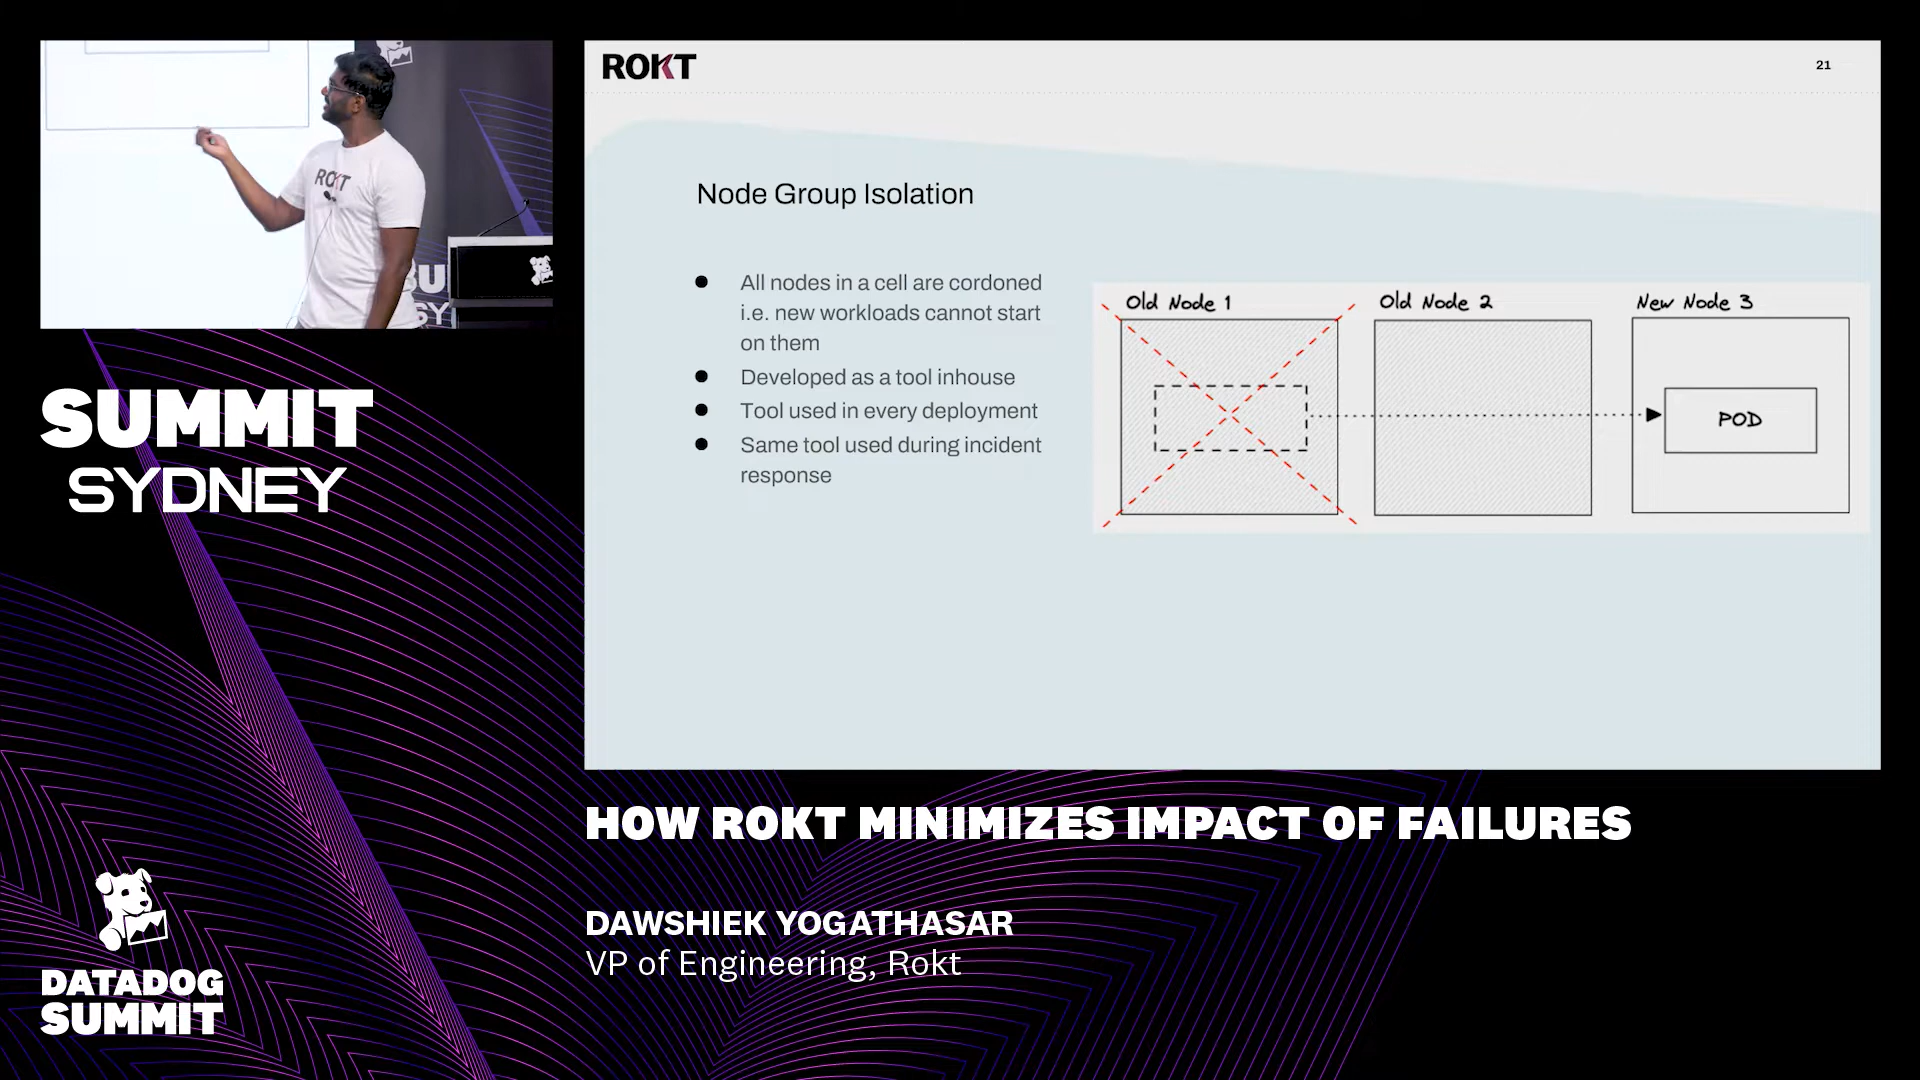 ROKT
21
ROKT
Node Group Isolation
All nodes in a cell are cordoned
i.e. new workloads cannot start
on them
Developed as a tool inhouse
Tool used in every deployment
Same tool used during incident
response
Old Node 1
Old Node 2
New Node 3
POD
SUMMIT
SYDNEY
HOW ROKT MINIMIZES IMPACT OF FAILURES
DAWSHIEK YOGATHASAR
VP of Engineering, Rokt
DATADOG
SUMMIT